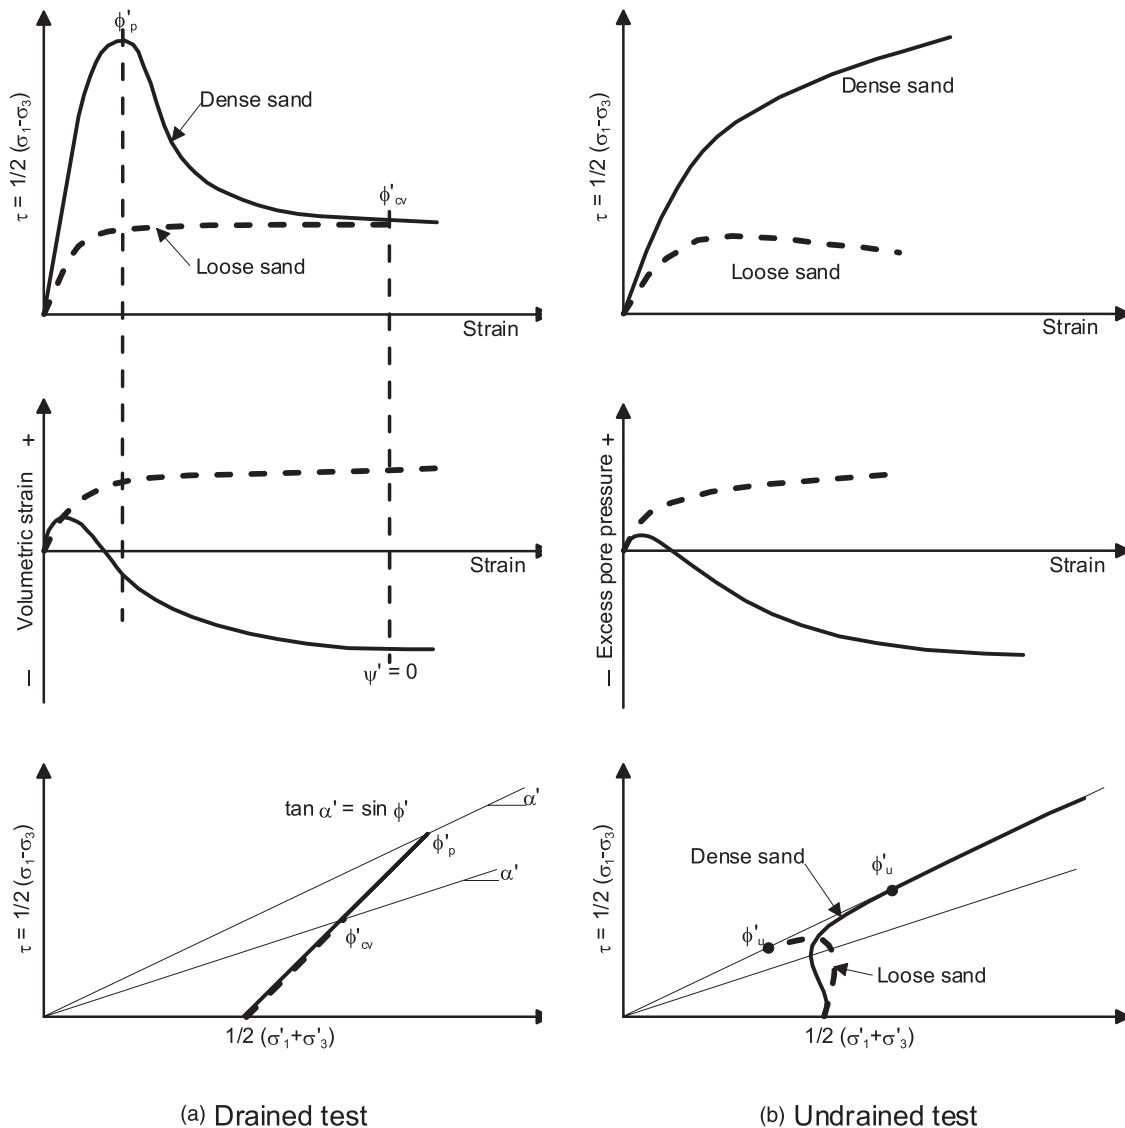 ϕ'p
τ = 1/2 (σ1-σ3)
Dense sand
ϕ'cv
Loose sand
Strain
τ = 1/2 (σ1-σ3)
Dense sand
Loose sand
Strain
— Volumetric strain +
Strain
ψ' = 0
— Excess pore pressure +
Strain
τ = 1/2 (σ1-σ3)
tan α' = sin ϕ'
α'
ϕ'p
α'
ϕ'cv
1/2 (σ'1+σ'3)
τ = 1/2 (σ1-σ3)
Dense sand
ϕ'u
ϕ'u
Loose sand
1/2 (σ'1+σ'3)
(a) Drained test
(b) Undrained test